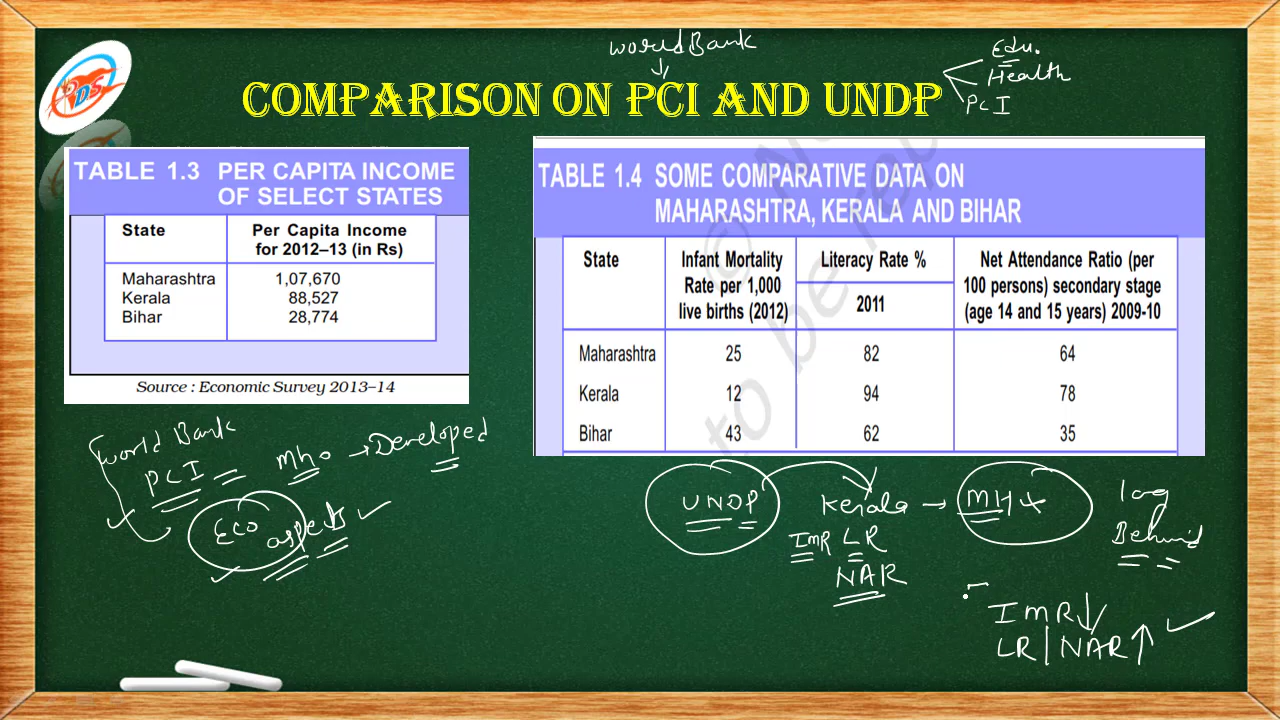 World Bank
Edu.
Health
PCI
COMPARISON ON PCI AND UNDP
DS
TABLE 1.3 PER CAPITA INCOME
OF SELECT STATES
State Per Capita Income
for 2012–13 (in Rs)
Maharashtra 1,07,670
Kerala 88,527
Bihar 28,774
Source : Economic Survey 2013–14
TABLE 1.4 SOME COMPARATIVE DATA ON
MAHARASHTRA, KERALA AND BIHAR
State Infant Mortality Literacy Rate % Net Attendance Ratio (per
Rate per 1,000 100 persons) secondary stage
live births (2012) 2011 (age 14 and 15 years) 2009-10
Maharashtra 25 82 64
Kerala 12 94 78
Bihar 43 62 35
to be re
World Bank
PCI
Mh. → Developed
Eco aspects
UNDP
Kerala → MH
IMR LR
NAR
lag
Behind
IMR ↓
LR | NAR ↑